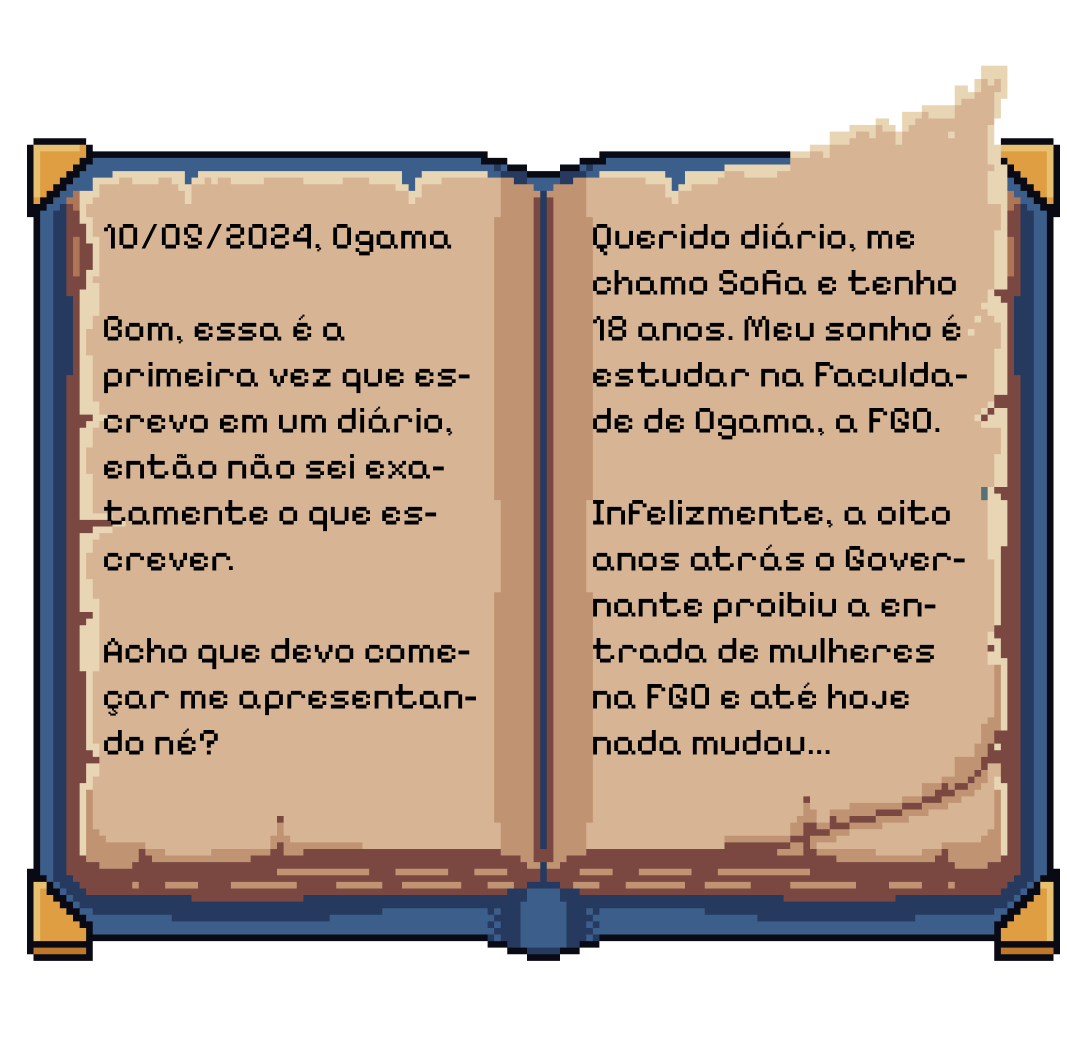 10/08/2024, Ogama
Bom, essa é a
primeira vez que es-
crevo em um diário,
então não sei exa-
tamente o que es-
crever.
Acho que devo come-
çar me apresentan-
do né?
Querido diário, me
chamo Sofia e tenho
18 anos. Meu sonho é
estudar na Faculda-
de de Ogama, a FGO.
Infelizmente, a oito
anos atrás o Gover-
nante proibiu a en-
trada de mulheres
na FGO e até hoje
nada mudou...